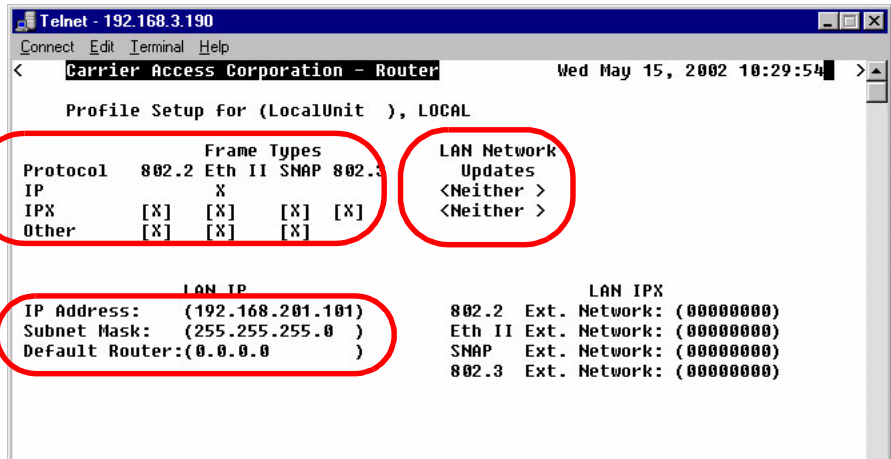 Telnet - 192.168.3.190
Connect Edit Terminal Help
< Carrier Access Corporation - Router Wed May 15, 2002 10:29:54 >
Profile Setup for (LocalUnit ), LOCAL
Frame Types LAN Network
Protocol 802.2 Eth II SNAP 802.3 Updates
IP X <Neither >
IPX [X] [X] [X] [X] <Neither >
Other [X] [X] [X]
LAN IP LAN IPX
IP Address: (192.168.201.101) 802.2 Ext. Network: (00000000)
Subnet Mask: (255.255.255.0 ) Eth II Ext. Network: (00000000)
Default Router:(0.0.0.0 ) SNAP Ext. Network: (00000000)
802.3 Ext. Network: (00000000)